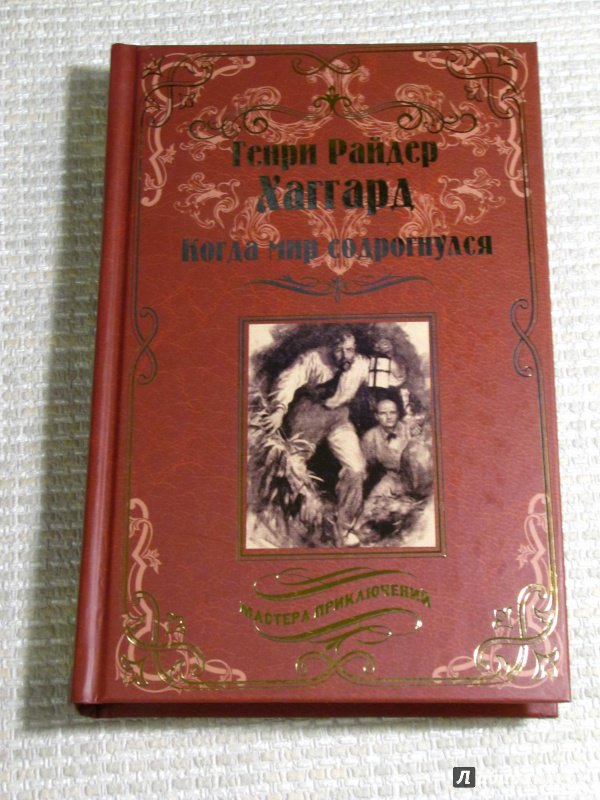 Генри Райдер
Хаггард
Когда мир содрогнулся
МАСТЕРА ПРИКЛЮЧЕНИЙ
Л